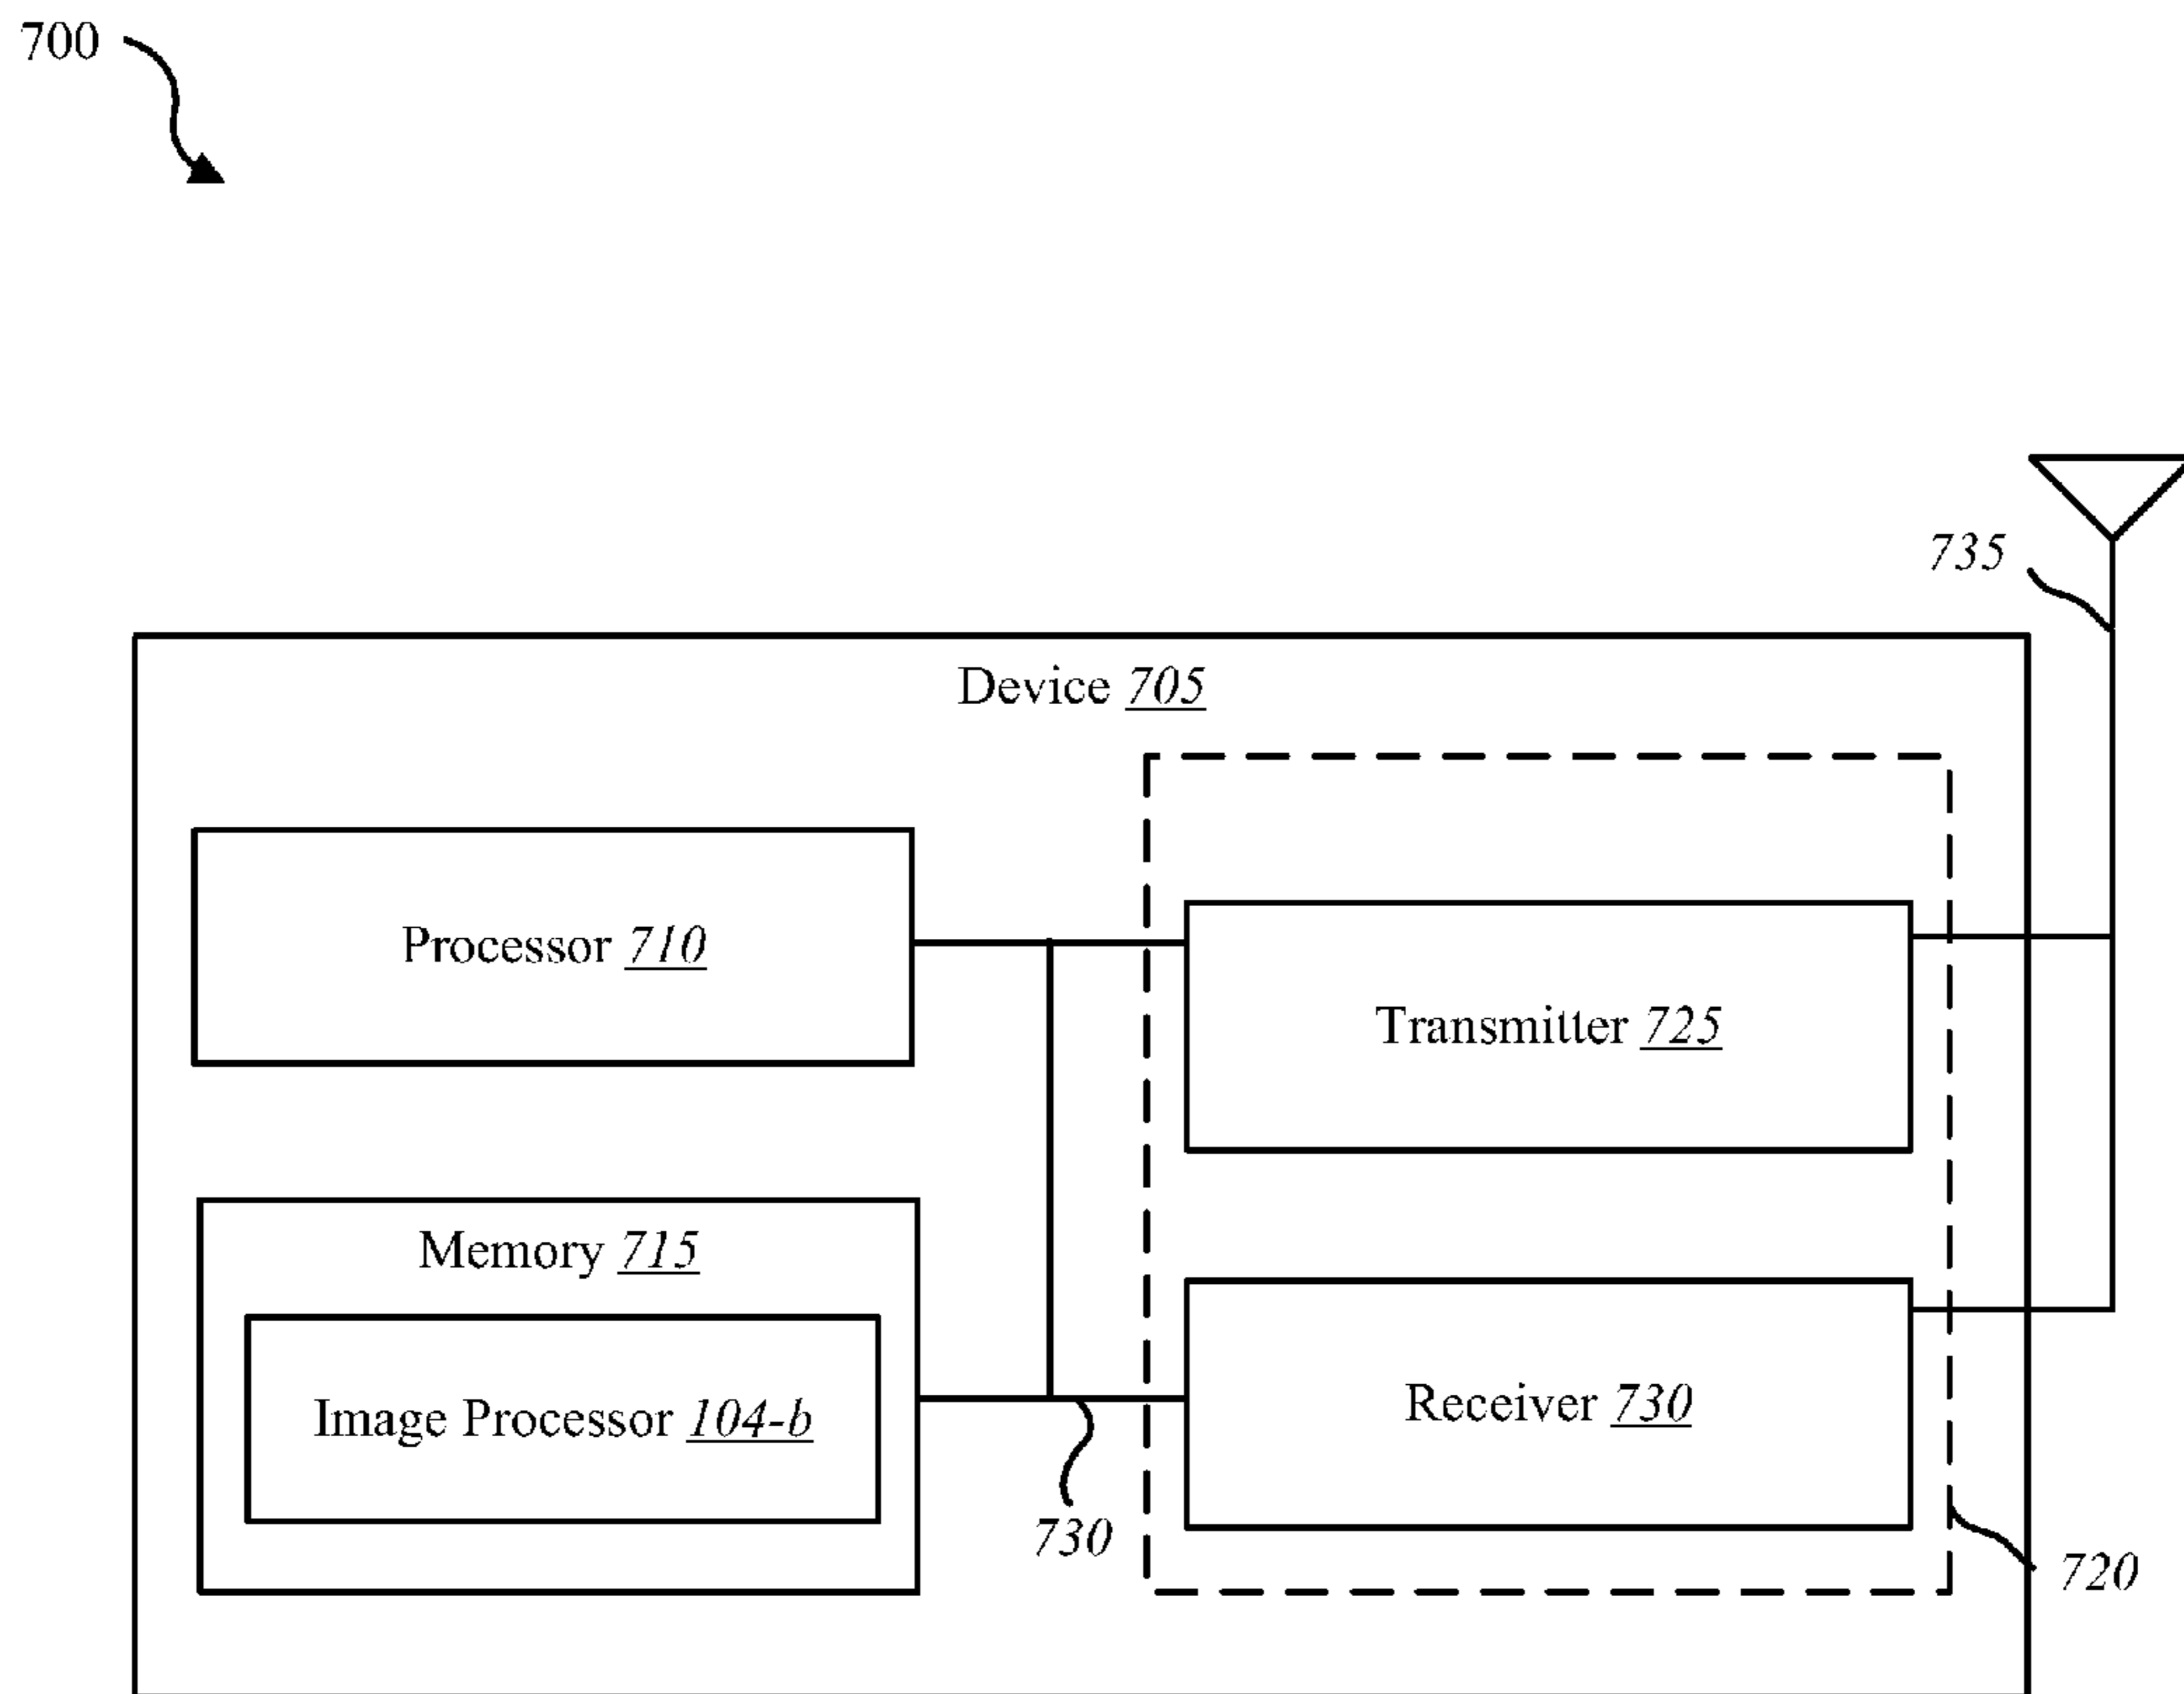 700
735
Device 705
Processor 710
Transmitter 725
Memory 715
Image Processor 104-b
Receiver 730
730
720